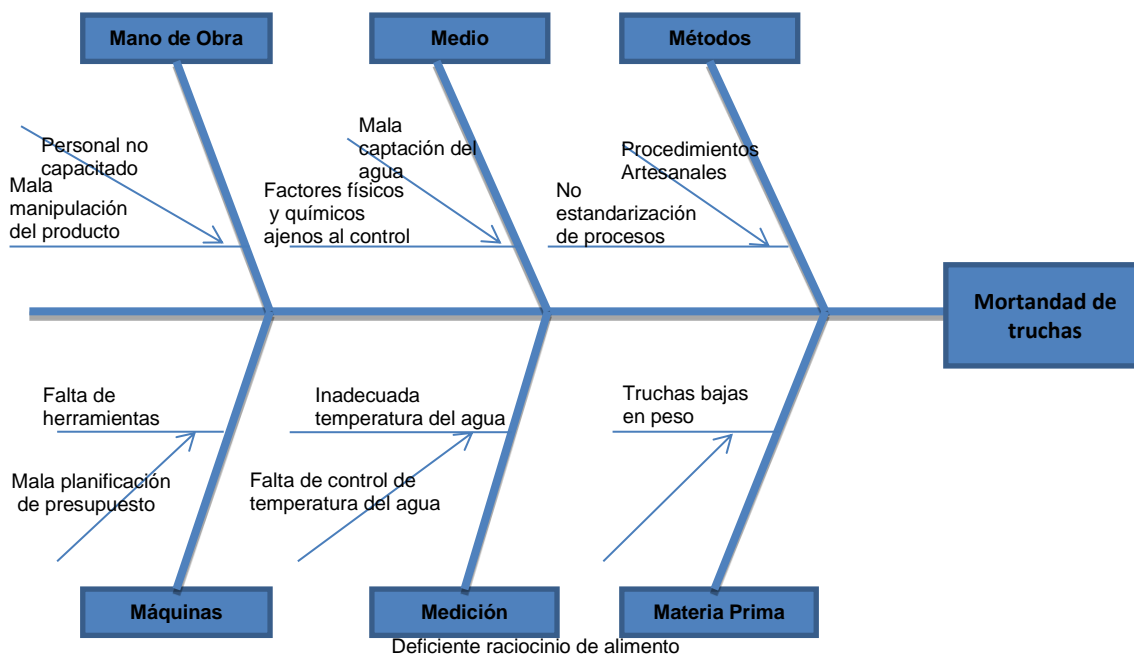 Mano de Obra
Medio
Métodos
Personal no
capacitado
Mala
manipulación
del producto
Mala
captación del
agua
Factores físicos
y químicos
ajenos al control
Procedimientos
Artesanales
No
estandarización
de procesos
Mortandad de
truchas
Falta de
herramientas
Mala planificación
de presupuesto
Inadecuada
temperatura del agua
Falta de control de
temperatura del agua
Truchas bajas
en peso
Máquinas
Medición
Materia Prima
Deficiente raciocinio de alimento